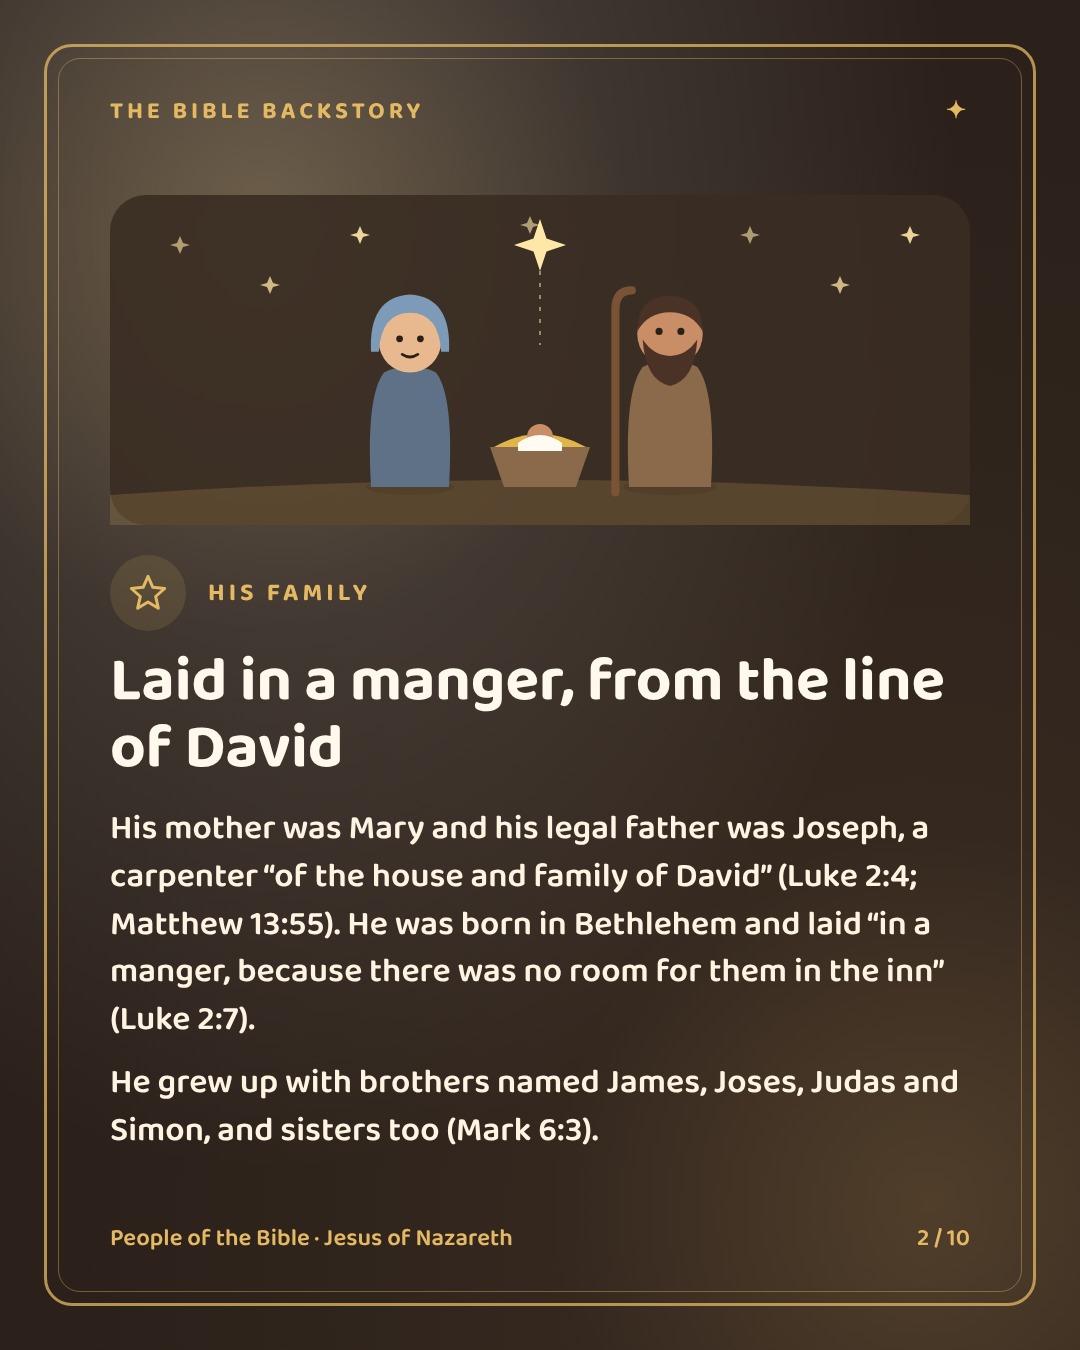 THE BIBLE BACKSTORY
HIS FAMILY
Laid in a manger, from the line
of David
His mother was Mary and his legal father was Joseph, a
carpenter “of the house and family of David” (Luke 2:4;
Matthew 13:55). He was born in Bethlehem and laid “in a
manger, because there was no room for them in the inn”
(Luke 2:7).
He grew up with brothers named James, Joses, Judas and
Simon, and sisters too (Mark 6:3).
People of the Bible · Jesus of Nazareth
2 / 10